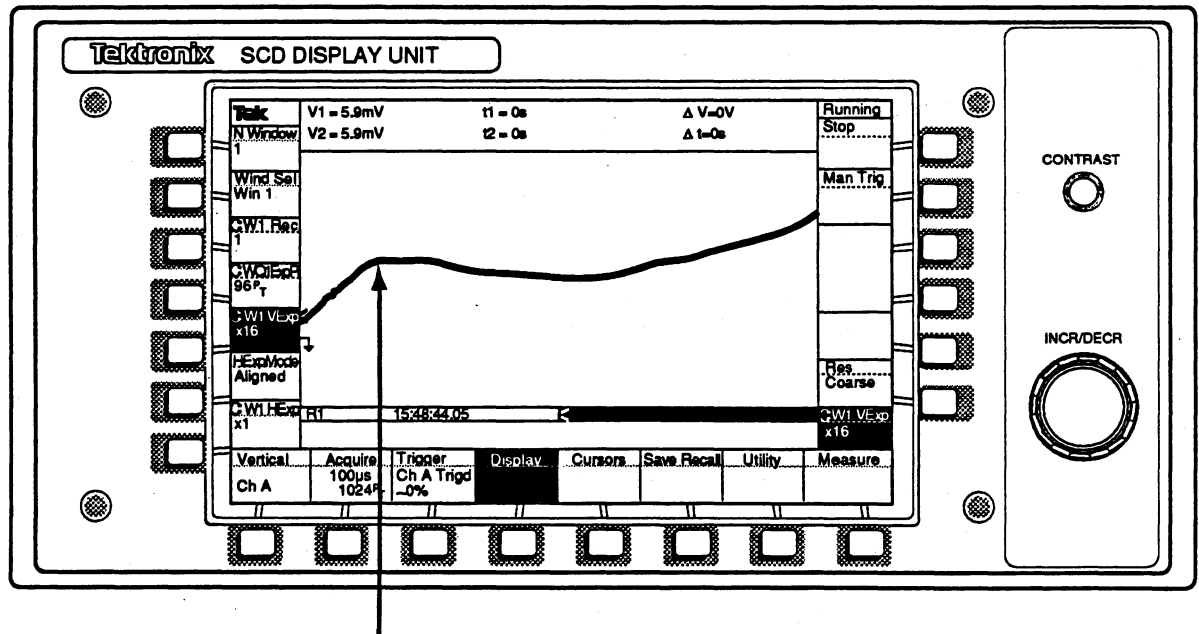 Tektronix SCD DISPLAY UNIT
Tek
V1 = 5.9mV t1 = 0s Δ V=0V
V2 = 5.9mV t2 = 0s Δ t=0s
N Window
1
Wind Sel
Win 1
CW1 Rec
1
96 PT
CW1 VExp
x16
HExpMode
Aligned
CW1 HExp
x1
R1 15:48:44.05
Running
Stop
Man Trig
Res
Coarse
CW1 VExp
x16
Vertical
Ch A
Acquire
100µs
1024PT
Trigger
Ch A Trigd
~0%
Display
Cursors
Save Recall
Utility
Measure
CONTRAST
INCR/DECR